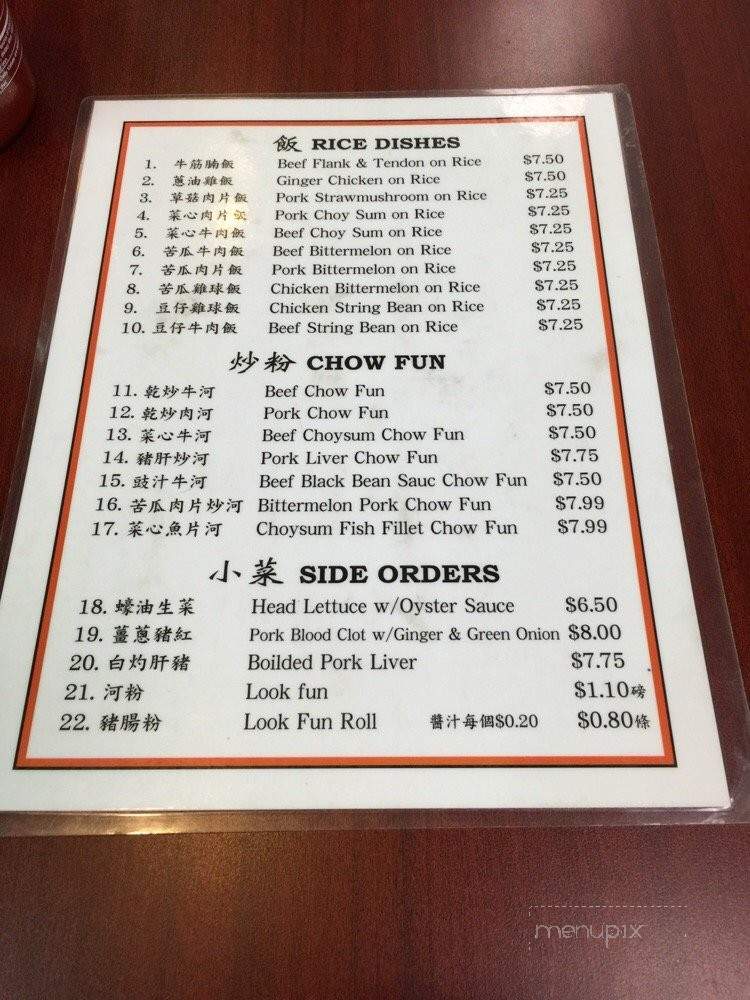 飯 RICE DISHES
1. 牛筋腩飯 Beef Flank & Tendon on Rice $7.50
2. 蔥油雞飯 Ginger Chicken on Rice $7.50
3. 草菇肉片飯 Pork Strawmushroom on Rice $7.25
4. 菜心肉片飯 Pork Choy Sum on Rice $7.25
5. 菜心牛肉飯 Beef Choy Sum on Rice $7.25
6. 苦瓜牛肉飯 Beef Bittermelon on Rice $7.25
7. 苦瓜肉片飯 Pork Bittermelon on Rice $7.25
8. 苦瓜雞球飯 Chicken Bittermelon on Rice $7.25
9. 豆仔雞球飯 Chicken String Bean on Rice $7.25
10. 豆仔牛肉飯 Beef String Bean on Rice $7.25
炒粉 CHOW FUN
11. 乾炒牛河 Beef Chow Fun $7.50
12. 乾炒肉河 Pork Chow Fun $7.50
13. 菜心牛河 Beef Choysum Chow Fun $7.50
14. 豬肝炒河 Pork Liver Chow Fun $7.75
15. 豉汁牛河 Beef Black Bean Sauc Chow Fun $7.50
16. 苦瓜肉片炒河 Bittermelon Pork Chow Fun $7.99
17. 菜心魚片河 Choysum Fish Fillet Chow Fun $7.99
小菜 SIDE ORDERS
18. 蠔油生菜 Head Lettuce w/Oyster Sauce $6.50
19. 薑蔥豬紅 Pork Blood Clot w/Ginger & Green Onion $8.00
20. 白灼肝豬 Boilded Pork Liver $7.75
21. 河粉 Look fun $1.10磅
22. 豬腸粉 Look Fun Roll 醬汁每個$0.20 $0.80條
menupix